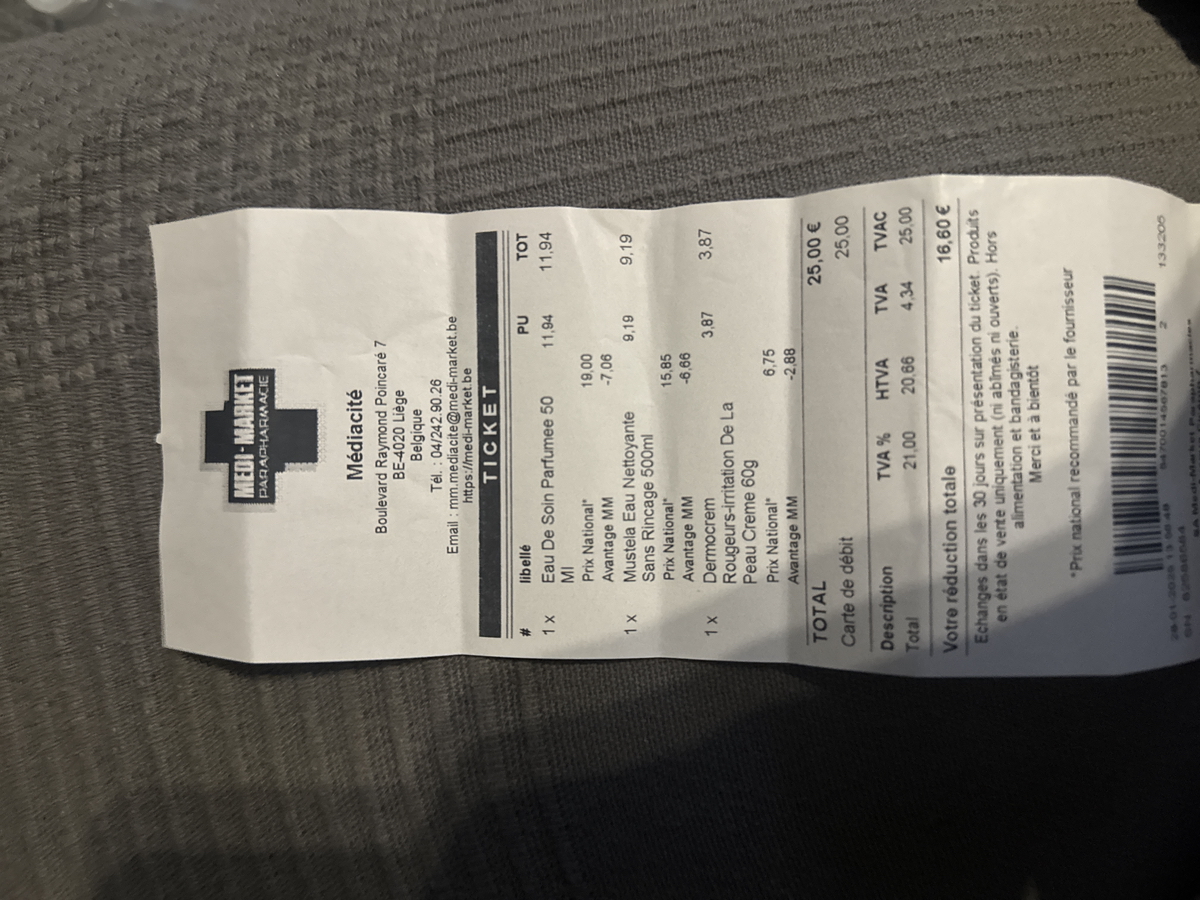 MEDI-MARKET
PARAPHARMACIE
Médiacité
Boulevard Raymond Poincaré 7
BE-4020 Liège
Belgique
Tél. : 04/242.90.26
Email : mm.mediacite@medi-market.be
https://medi-market.be
TICKET
# libellé PU TOT
1 x Eau De Soin Parfumee 50 11,94 11,94
Ml
Prix National* 19,00
Avantage MM -7,06
1 x Mustela Eau Nettoyante 9,19 9,19
Sans Rincage 500ml
Prix National* 15,85
Avantage MM -6,66
1 x Dermocrem 3,87 3,87
Rougeurs-irritation De La
Peau Creme 60g
Prix National* 6,75
Avantage MM -2,88
TOTAL 25,00 €
Carte de débit 25,00
Description TVA % HTVA TVA TVAC
Total 21,00 20,66 4,34 25,00
Votre réduction totale 16,60 €
Echanges dans les 30 jours sur présentation du ticket. Produits
en état de vente uniquement (ni abîmés ni ouverts). Hors
alimentation et bandagisterie.
Merci et à bientôt
*Prix national recommandé par le fournisseur
2 133206